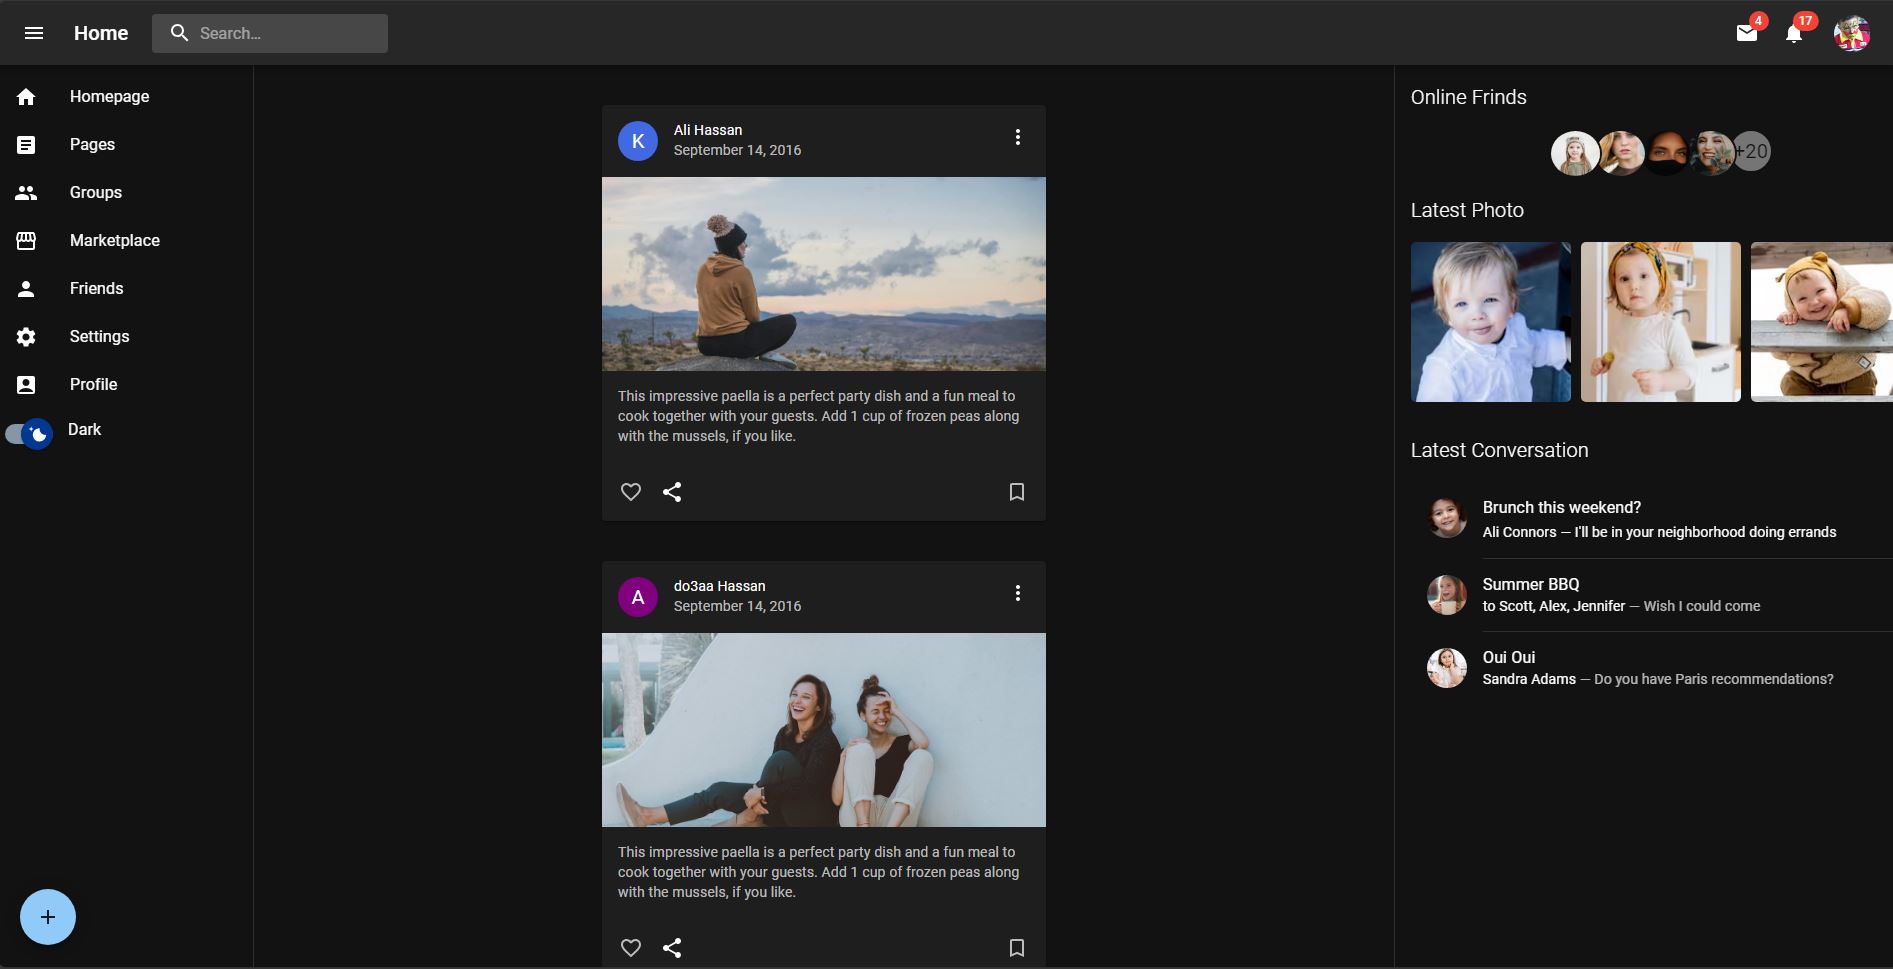 Home
Search...
4
17
Homepage
Pages
Groups
Marketplace
Friends
Settings
Profile
Dark
K
Ali Hassan
September 14, 2016
This impressive paella is a perfect party dish and a fun meal to
cook together with your guests. Add 1 cup of frozen peas along
with the mussels, if you like.
A
do3aa Hassan
September 14, 2016
This impressive paella is a perfect party dish and a fun meal to
cook together with your guests. Add 1 cup of frozen peas along
with the mussels, if you like.
Online Frinds
+20
Latest Photo
Latest Conversation
Brunch this weekend?
Ali Connors — I'll be in your neighborhood doing errands
Summer BBQ
to Scott, Alex, Jennifer — Wish I could come
Oui Oui
Sandra Adams — Do you have Paris recommendations?